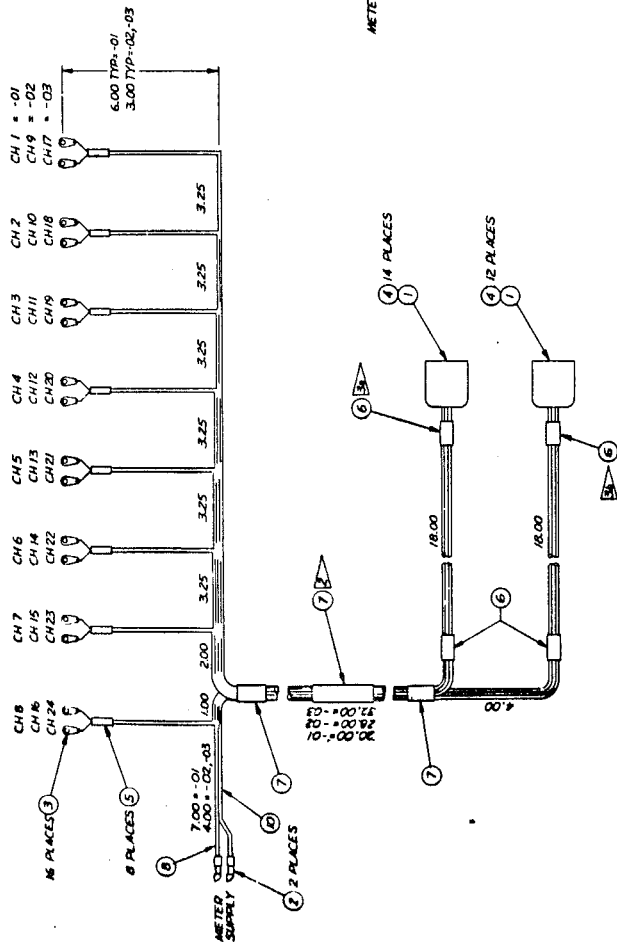 CH 8
CH 16
CH 24
CH 7
CH 15
CH 23
CH 6
CH 14
CH 22
CH 5
CH 13
CH 21
CH 4
CH 12
CH 20
CH 3
CH 11
CH 19
CH 2
CH 10
CH 18
CH 1 = -01
CH 9 = -02
CH 17 = -03
16 PLACES 3
8 PLACES 5
6.00 TYP=-01
3.00 TYP=-02,-03
1.00
2.00
3.25
3.25
3.25
3.25
3.25
3.25
7.00 = -01
4.00 = -02,-03
8
10
METER
SUPPLY
2 2 PLACES
7
7 2
30.00=-01
28.00=-02
32.00=-03
7
4.00
6
18.00
18.00
6 3a
6 3b
4 14 PLACES
1
4 12 PLACES
1
METE